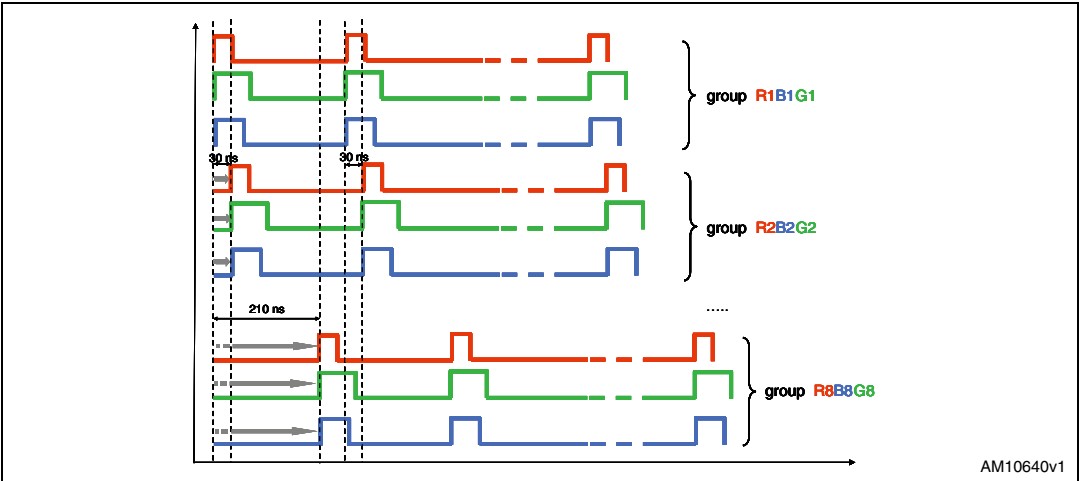 group R1B1G1
30 ns 30 ns
group R2B2G2
210 ns
.....
group R8B8G8
AM10640v1